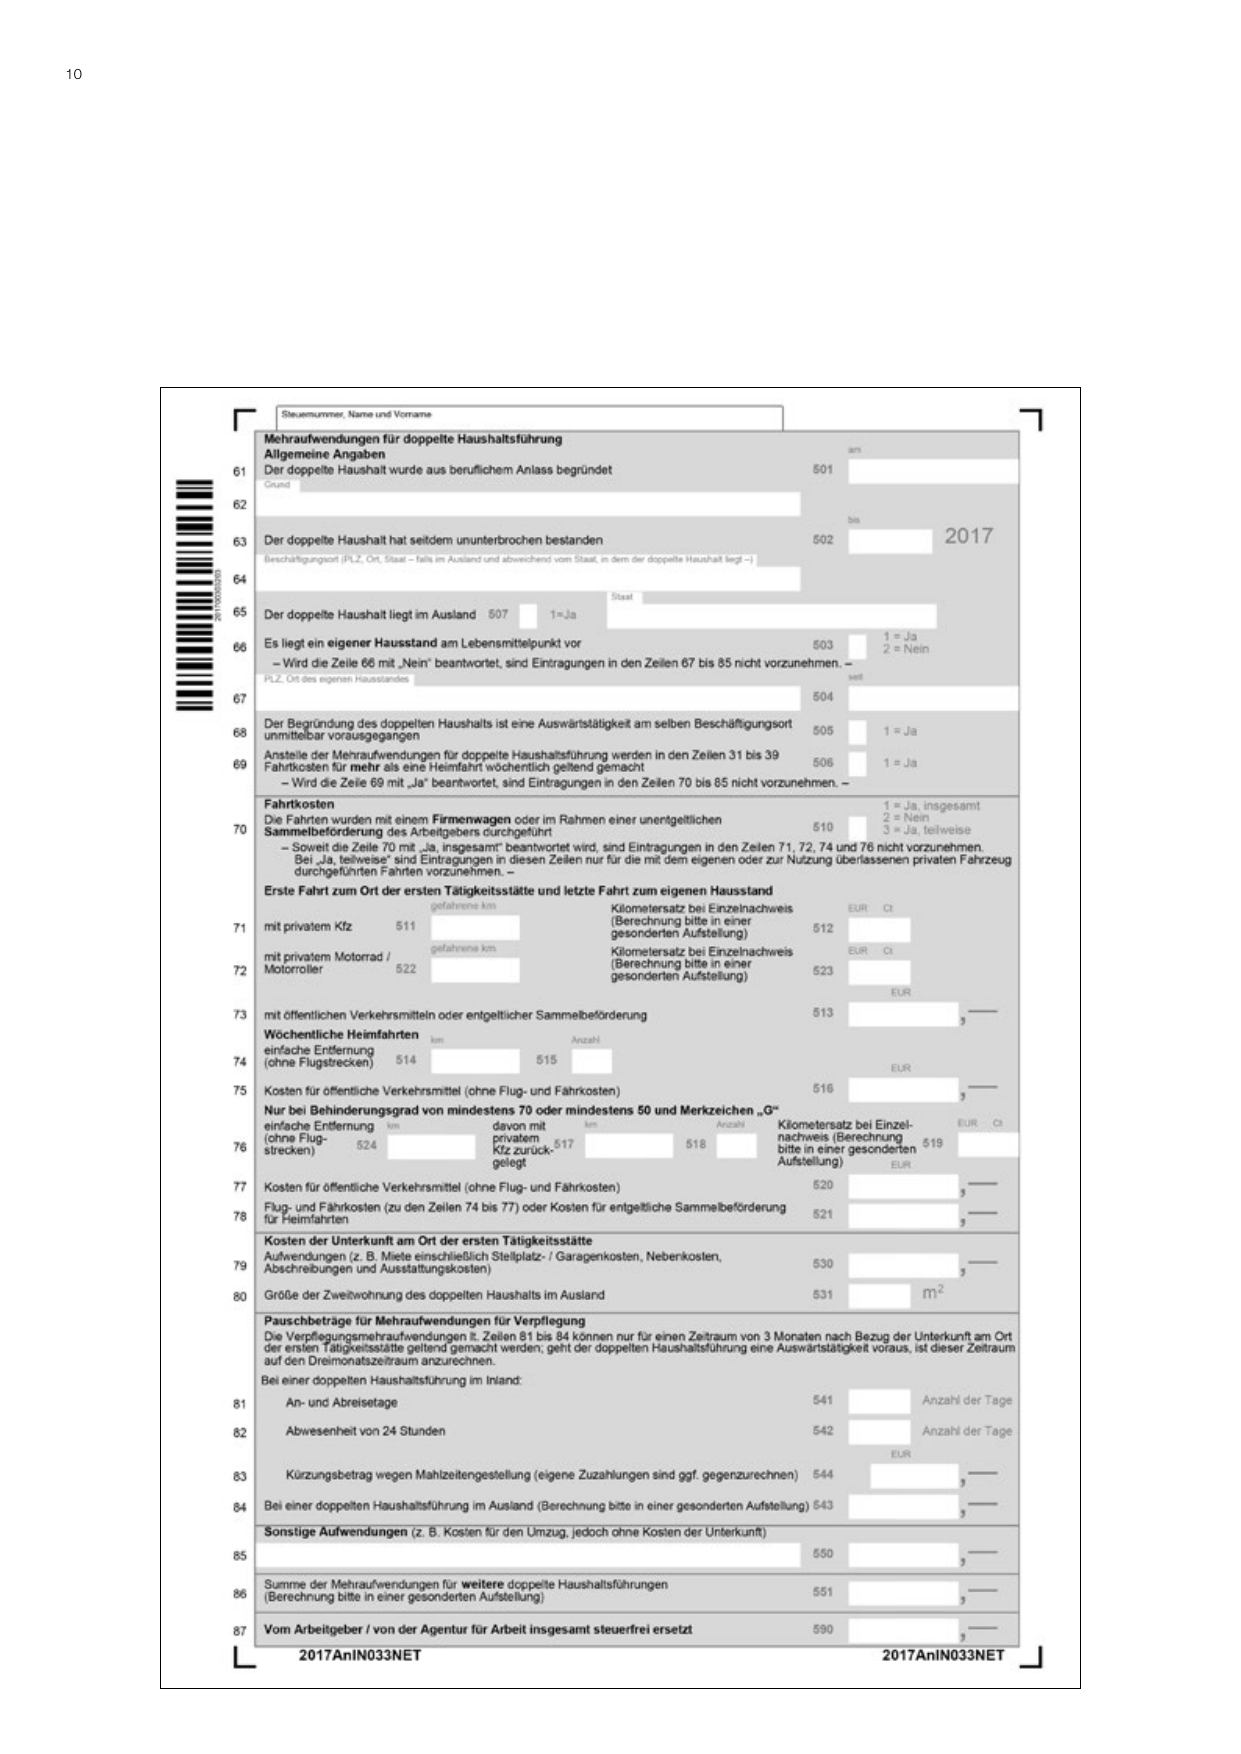 10
Steuernummer, Name und Vorname
Mehraufwendungen für doppelte Haushaltsführung
Allgemeine Angaben
am
61 Der doppelte Haushalt wurde aus beruflichem Anlass begründet 501
Grund
62
bis
63 Der doppelte Haushalt hat seitdem ununterbrochen bestanden 502 2017
Beschäftigungsort (PLZ, Ort, Staat – falls im Ausland und abweichend vom Staat, in dem der doppelte Haushalt liegt –)
64
201700303203
Staat
65 Der doppelte Haushalt liegt im Ausland 507 1=Ja
66 Es liegt ein eigener Hausstand am Lebensmittelpunkt vor 503 1 = Ja
2 = Nein
– Wird die Zeile 66 mit „Nein“ beantwortet, sind Eintragungen in den Zeilen 67 bis 85 nicht vorzunehmen. –
PLZ, Ort des eigenen Hausstandes seit
67 504
68 Der Begründung des doppelten Haushalts ist eine Auswärtstätigkeit am selben Beschäftigungsort
unmittelbar vorausgegangen 505 1 = Ja
69 Anstelle der Mehraufwendungen für doppelte Haushaltsführung werden in den Zeilen 31 bis 39
Fahrtkosten für mehr als eine Heimfahrt wöchentlich geltend gemacht 506 1 = Ja
– Wird die Zeile 69 mit „Ja“ beantwortet, sind Eintragungen in den Zeilen 70 bis 85 nicht vorzunehmen. –
Fahrtkosten
70 Die Fahrten wurden mit einem Firmenwagen oder im Rahmen einer unentgeltlichen
Sammelbeförderung des Arbeitgebers durchgeführt 510
1 = Ja, insgesamt
2 = Nein
3 = Ja, teilweise
– Soweit die Zeile 70 mit „Ja, insgesamt“ beantwortet wird, sind Eintragungen in den Zeilen 71, 72, 74 und 76 nicht vorzunehmen.
Bei „Ja, teilweise“ sind Eintragungen in diesen Zeilen nur für die mit dem eigenen oder zur Nutzung überlassenen privaten Fahrzeug
durchgeführten Fahrten vorzunehmen. –
Erste Fahrt zum Ort der ersten Tätigkeitsstätte und letzte Fahrt zum eigenen Hausstand
gefahrene km EUR Ct
71 mit privatem Kfz 511 Kilometersatz bei Einzelnachweis
(Berechnung bitte in einer
gesonderten Aufstellung) 512
gefahrene km EUR Ct
72 mit privatem Motorrad /
Motorroller 522 Kilometersatz bei Einzelnachweis
(Berechnung bitte in einer
gesonderten Aufstellung) 523
EUR
73 mit öffentlichen Verkehrsmitteln oder entgeltlicher Sammelbeförderung 513 ,—
Wöchentliche Heimfahrten
km Anzahl
74 einfache Entfernung
(ohne Flugstrecken) 514 515
EUR
75 Kosten für öffentliche Verkehrsmittel (ohne Flug- und Fährkosten) 516 ,—
Nur bei Behinderungsgrad von mindestens 70 oder mindestens 50 und Merkzeichen „G“
km km Anzahl EUR Ct
76 einfache Entfernung
(ohne Flug-
strecken) 524
davon mit
privatem
Kfz zurück-
gelegt 517 518
Kilometersatz bei Einzel-
nachweis (Berechnung
bitte in einer gesonderten
Aufstellung) 519
EUR
77 Kosten für öffentliche Verkehrsmittel (ohne Flug- und Fährkosten) 520 ,—
78 Flug- und Fährkosten (zu den Zeilen 74 bis 77) oder Kosten für entgeltliche Sammelbeförderung
für Heimfahrten 521 ,—
Kosten der Unterkunft am Ort der ersten Tätigkeitsstätte
79 Aufwendungen (z. B. Miete einschließlich Stellplatz- / Garagenkosten, Nebenkosten,
Abschreibungen und Ausstattungskosten) 530 ,—
80 Größe der Zweitwohnung des doppelten Haushalts im Ausland 531 m²
Pauschbeträge für Mehraufwendungen für Verpflegung
Die Verpflegungsmehraufwendungen lt. Zeilen 81 bis 84 können nur für einen Zeitraum von 3 Monaten nach Bezug der Unterkunft am Ort
der ersten Tätigkeitsstätte geltend gemacht werden; geht der doppelten Haushaltsführung eine Auswärtstätigkeit voraus, ist dieser Zeitraum
auf den Dreimonatszeitraum anzurechnen.
Bei einer doppelten Haushaltsführung im Inland:
81 An- und Abreisetage 541 Anzahl der Tage
82 Abwesenheit von 24 Stunden 542 Anzahl der Tage
EUR
83 Kürzungsbetrag wegen Mahlzeitengestellung (eigene Zuzahlungen sind ggf. gegenzurechnen) 544 ,—
84 Bei einer doppelten Haushaltsführung im Ausland (Berechnung bitte in einer gesonderten Aufstellung) 543 ,—
Sonstige Aufwendungen (z. B. Kosten für den Umzug, jedoch ohne Kosten der Unterkunft)
85 550 ,—
86 Summe der Mehraufwendungen für weitere doppelte Haushaltsführungen
(Berechnung bitte in einer gesonderten Aufstellung) 551 ,—
87 Vom Arbeitgeber / von der Agentur für Arbeit insgesamt steuerfrei ersetzt 590 ,—
2017AnlN033NET 2017AnlN033NET